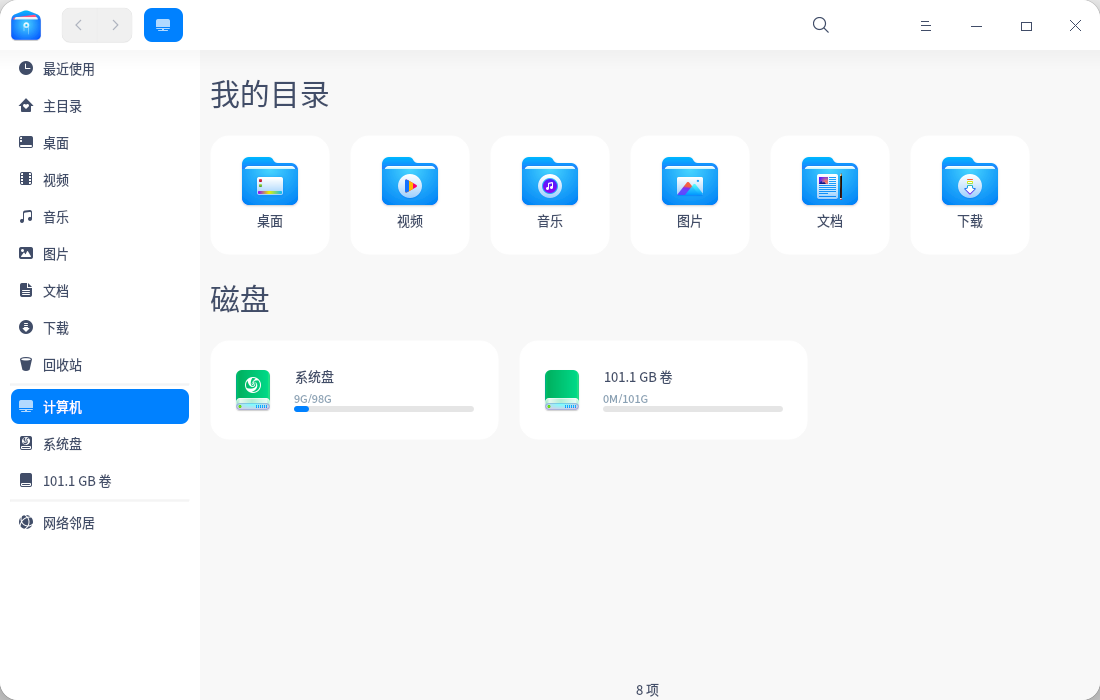 最近使用
主目录
桌面
视频
音乐
图片
文档
下载
回收站
计算机
系统盘
101.1 GB 卷
网络邻居
我的目录
桌面
视频
音乐
图片
文档
下载
磁盘
系统盘
9G/98G
101.1 GB 卷
0M/101G
8 项